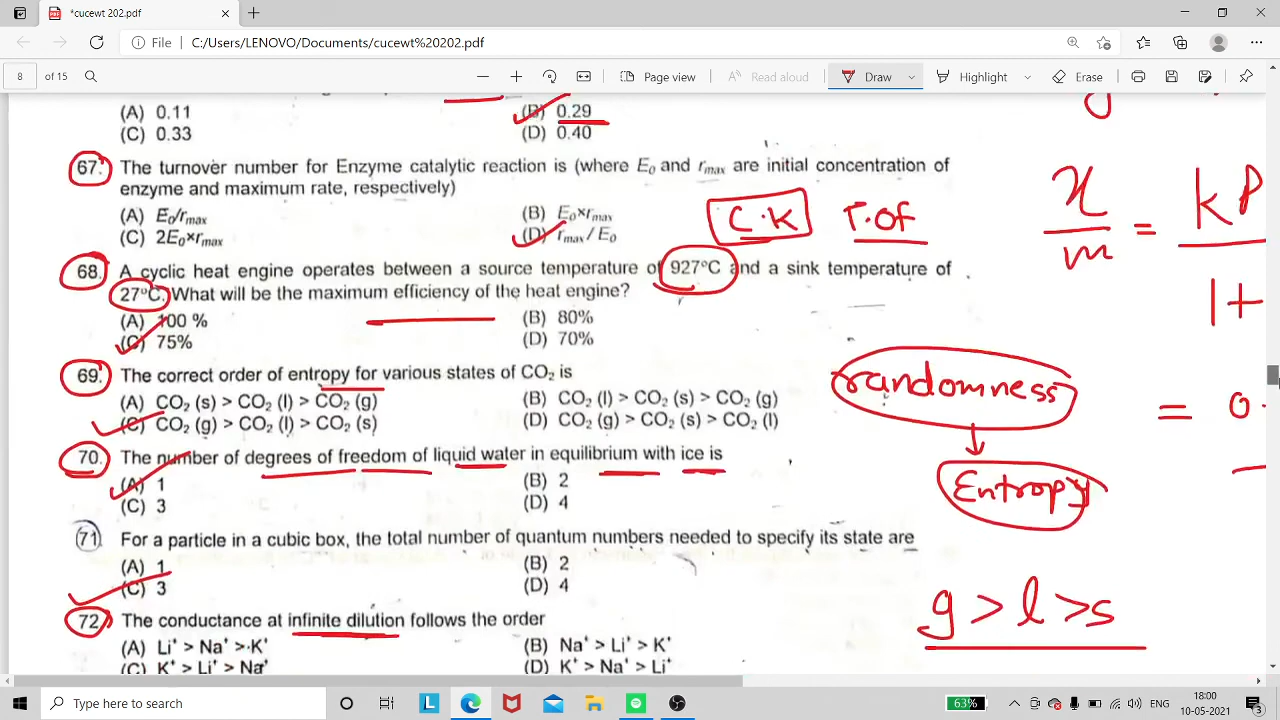 *cucewt 202.pdf
File C:/Users/LENOVO/Documents/cucewt%20202.pdf
8 of 15 Page view Read aloud Draw Highlight Erase
(A) 0.11 (B) 0.29
(C) 0.33 (D) 0.40
67. The turnover number for Enzyme catalytic reaction is (where E₀ and rmax are initial concentration of
enzyme and maximum rate, respectively)
(A) E₀/rmax (B) E₀×rmax
(C) 2E₀×rmax (D) rmax/E₀
C.K T.of
x/m = kP
1+
68. A cyclic heat engine operates between a source temperature of 927°C and a sink temperature of
27°C. What will be the maximum efficiency of the heat engine?
(A) 100 % (B) 80%
(C) 75% (D) 70%
69. The correct order of entropy for various states of CO₂ is
(A) CO₂ (s) > CO₂ (l) > CO₂ (g) (B) CO₂ (l) > CO₂ (s) > CO₂ (g)
(C) CO₂ (g) > CO₂ (l) > CO₂ (s) (D) CO₂ (g) > CO₂ (s) > CO₂ (l)
randomness
= 0.
70. The number of degrees of freedom of liquid water in equilibrium with ice is
(A) 1 (B) 2
(C) 3 (D) 4
Entropy
71. For a particle in a cubic box, the total number of quantum numbers needed to specify its state are
(A) 1 (B) 2
(C) 3 (D) 4
g > l > s
72. The conductance at infinite dilution follows the order
(A) Li⁺ > Na⁺ > K⁺ (B) Na⁺ > Li⁺ > K⁺
(C) K⁺ > Li⁺ > Na⁺ (D) K⁺ > Na⁺ > Li⁺
Type here to search
63% ENG 18:00
10-05-2021